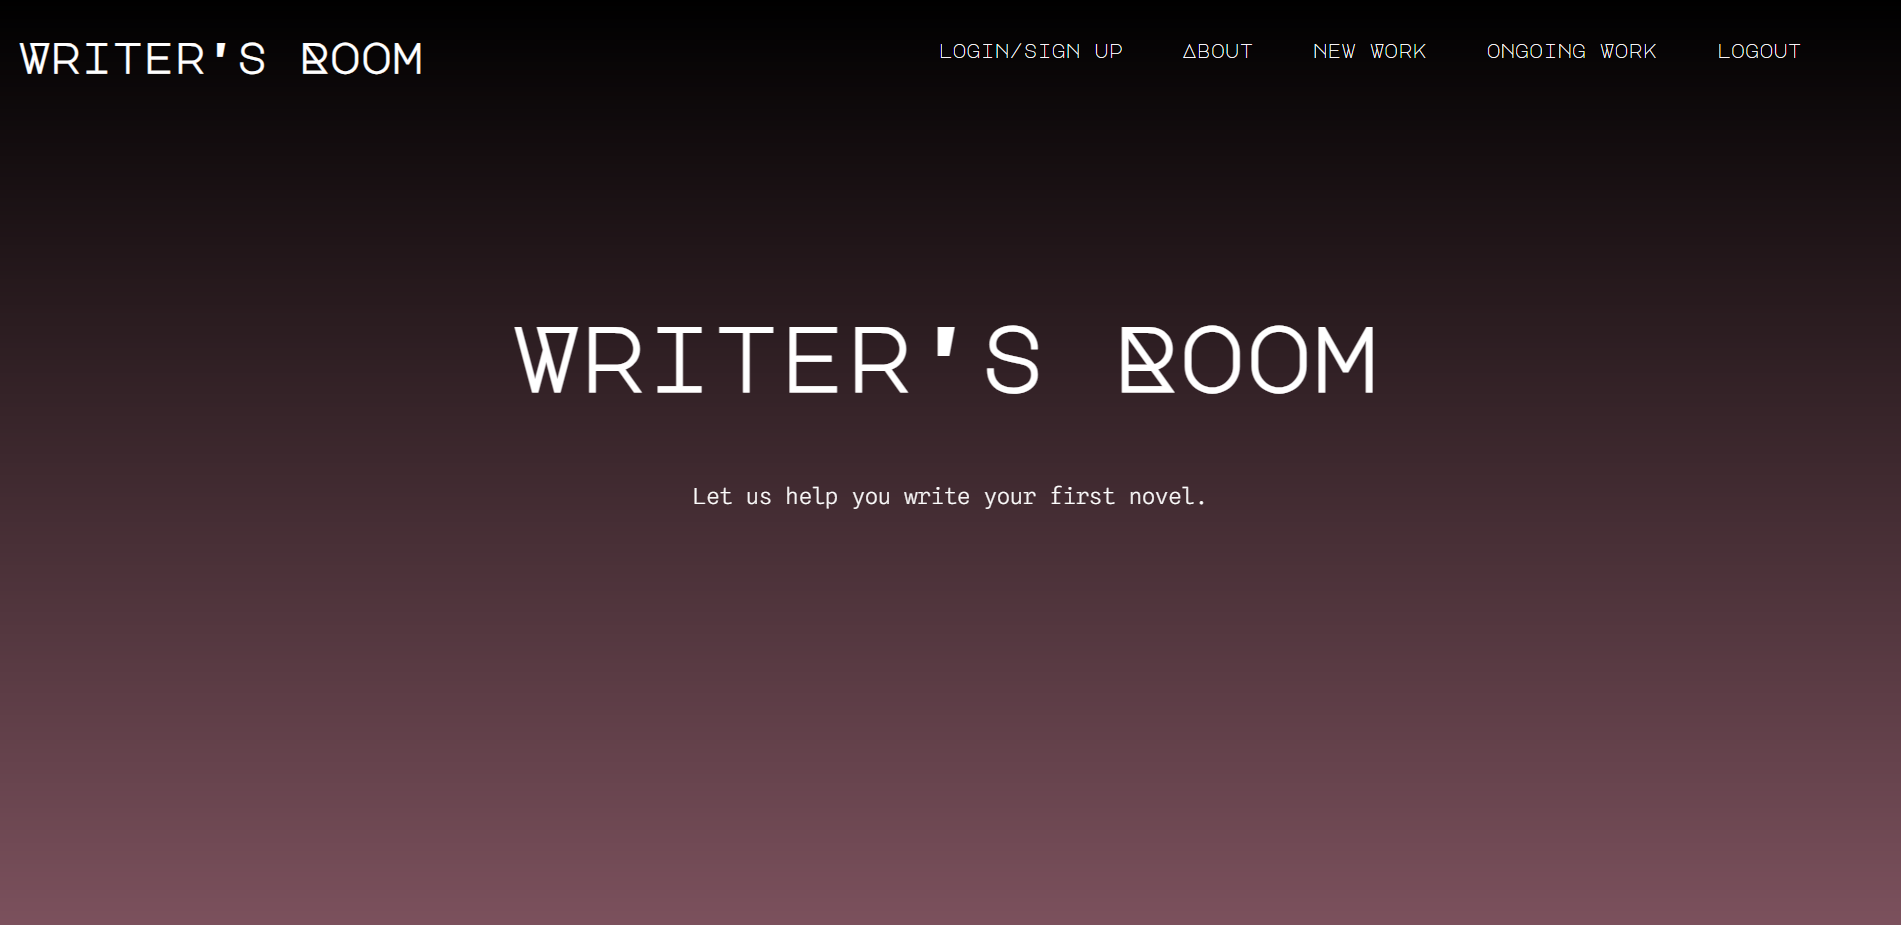 WRITER'S ROOM
LOGIN/SIGN UP ABOUT NEW WORK ONGOING WORK LOGOUT
WRITER'S ROOM
Let us help you write your first novel.